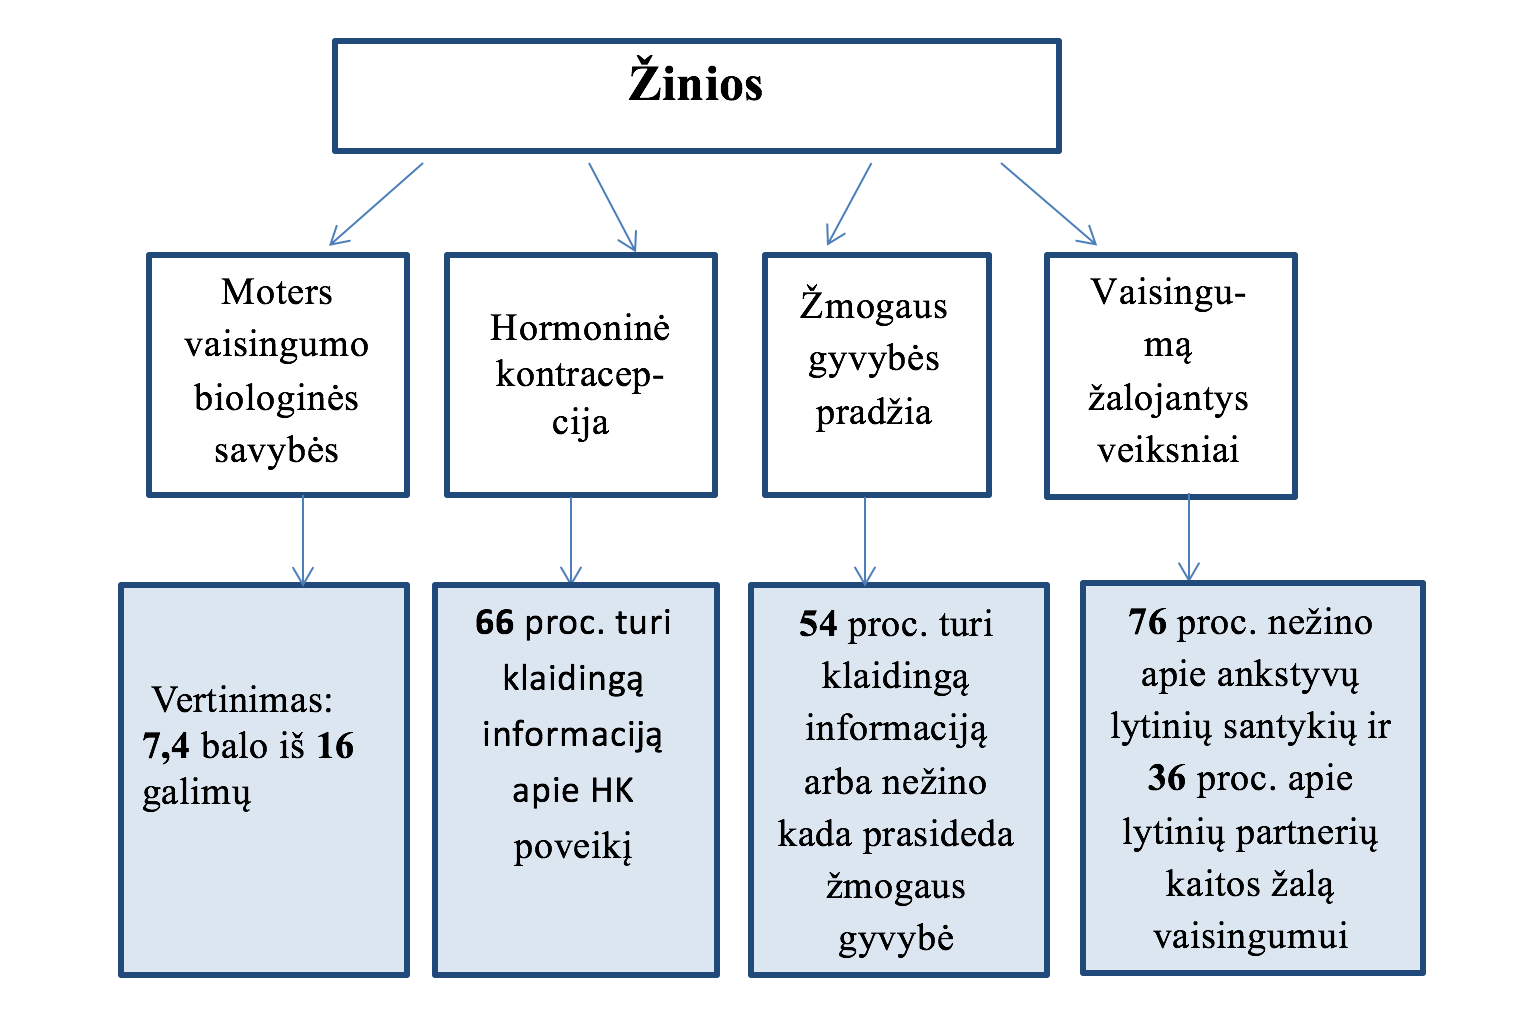 Žinios
Moters
vaisingumo
biologinės
savybės
Hormoninė
kontracep-
cija
Žmogaus
gyvybės
pradžia
Vaisingu-
mą
žalojantys
veiksniai
Vertinimas:
7,4 balo iš 16
galimų
66 proc. turi
klaidingą
informaciją
apie HK
poveikį
54 proc. turi
klaidingą
informaciją
arba nežino
kada prasideda
žmogaus
gyvybė
76 proc. nežino
apie ankstyvų
lytinių santykių ir
36 proc. apie
lytinių partnerių
kaitos žalą
vaisingumui